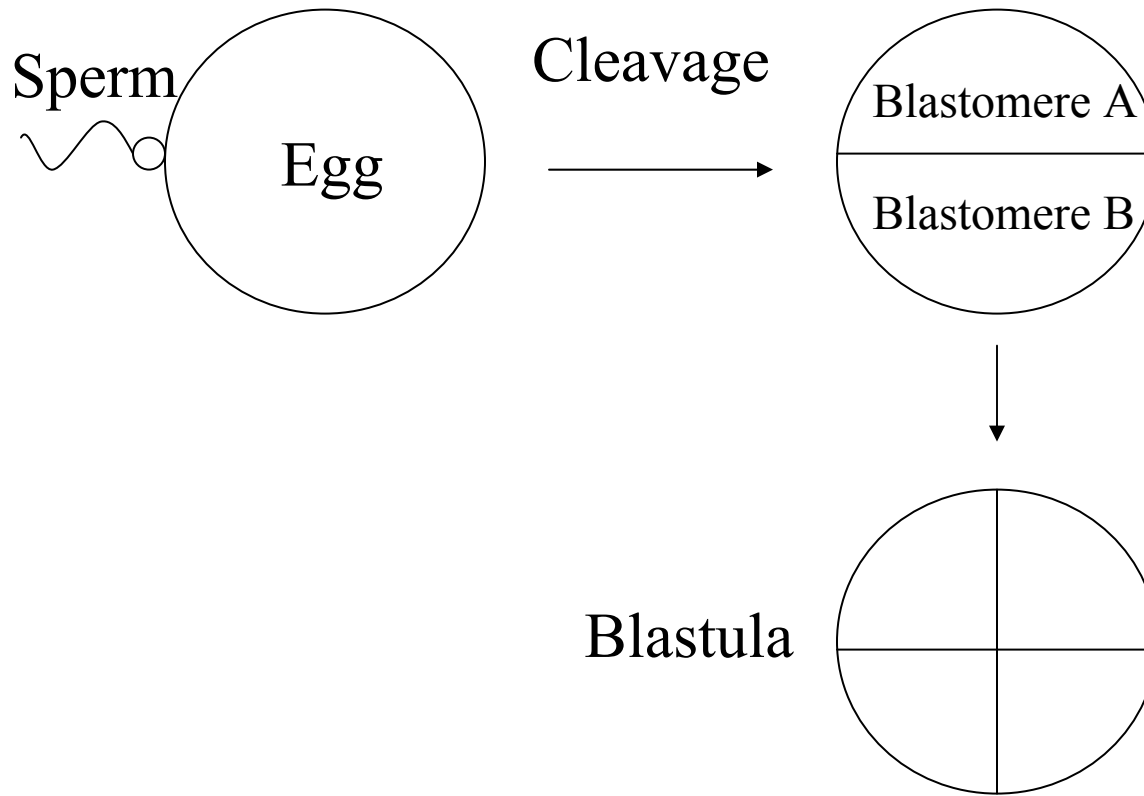 Sperm
Egg
Cleavage
Blastomere A
Blastomere B
Blastula